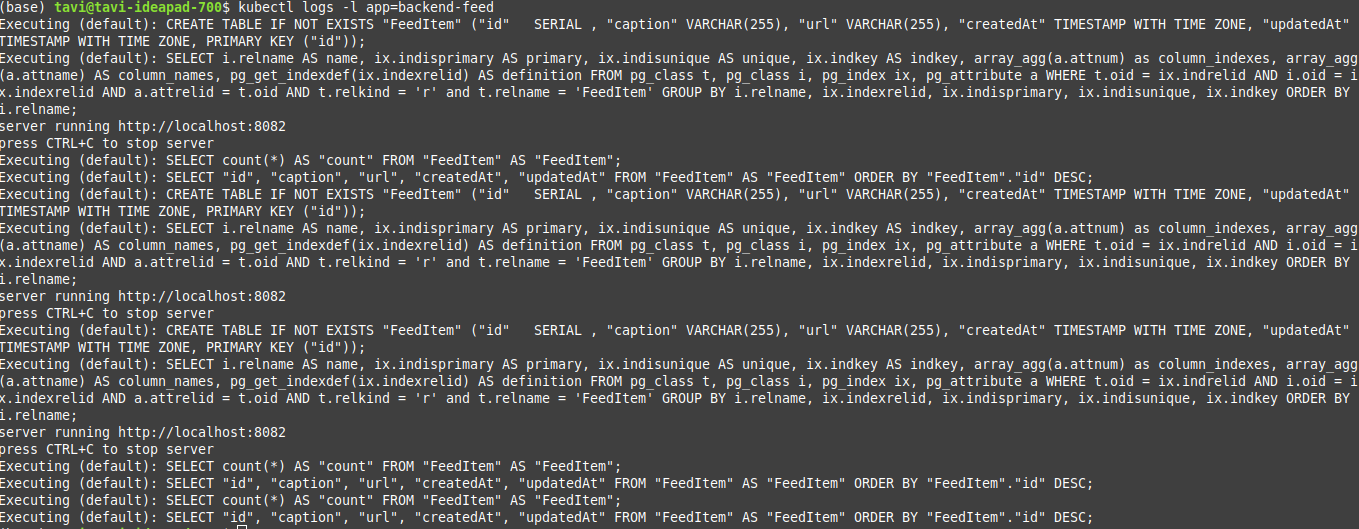 (base) tavi@tavi-ideapad-700$ kubectl logs -l app=backend-feed
Executing (default): CREATE TABLE IF NOT EXISTS "FeedItem" ("id"   SERIAL , "caption" VARCHAR(255), "url" VARCHAR(255), "createdAt" TIMESTAMP WITH TIME ZONE, "updatedAt"
TIMESTAMP WITH TIME ZONE, PRIMARY KEY ("id"));
Executing (default): SELECT i.relname AS name, ix.indisprimary AS primary, ix.indisunique AS unique, ix.indkey AS indkey, array_agg(a.attnum) as column_indexes, array_agg
(a.attname) AS column_names, pg_get_indexdef(ix.indexrelid) AS definition FROM pg_class t, pg_class i, pg_index ix, pg_attribute a WHERE t.oid = ix.indrelid AND i.oid = i
x.indexrelid AND a.attrelid = t.oid AND t.relkind = 'r' and t.relname = 'FeedItem' GROUP BY i.relname, ix.indexrelid, ix.indisprimary, ix.indisunique, ix.indkey ORDER BY
i.relname;
server running http://localhost:8082
press CTRL+C to stop server
Executing (default): SELECT count(*) AS "count" FROM "FeedItem" AS "FeedItem";
Executing (default): SELECT "id", "caption", "url", "createdAt", "updatedAt" FROM "FeedItem" AS "FeedItem" ORDER BY "FeedItem"."id" DESC;
Executing (default): CREATE TABLE IF NOT EXISTS "FeedItem" ("id"   SERIAL , "caption" VARCHAR(255), "url" VARCHAR(255), "createdAt" TIMESTAMP WITH TIME ZONE, "updatedAt"
TIMESTAMP WITH TIME ZONE, PRIMARY KEY ("id"));
Executing (default): SELECT i.relname AS name, ix.indisprimary AS primary, ix.indisunique AS unique, ix.indkey AS indkey, array_agg(a.attnum) as column_indexes, array_agg
(a.attname) AS column_names, pg_get_indexdef(ix.indexrelid) AS definition FROM pg_class t, pg_class i, pg_index ix, pg_attribute a WHERE t.oid = ix.indrelid AND i.oid = i
x.indexrelid AND a.attrelid = t.oid AND t.relkind = 'r' and t.relname = 'FeedItem' GROUP BY i.relname, ix.indexrelid, ix.indisprimary, ix.indisunique, ix.indkey ORDER BY
i.relname;
server running http://localhost:8082
press CTRL+C to stop server
Executing (default): CREATE TABLE IF NOT EXISTS "FeedItem" ("id"   SERIAL , "caption" VARCHAR(255), "url" VARCHAR(255), "createdAt" TIMESTAMP WITH TIME ZONE, "updatedAt"
TIMESTAMP WITH TIME ZONE, PRIMARY KEY ("id"));
Executing (default): SELECT i.relname AS name, ix.indisprimary AS primary, ix.indisunique AS unique, ix.indkey AS indkey, array_agg(a.attnum) as column_indexes, array_agg
(a.attname) AS column_names, pg_get_indexdef(ix.indexrelid) AS definition FROM pg_class t, pg_class i, pg_index ix, pg_attribute a WHERE t.oid = ix.indrelid AND i.oid = i
x.indexrelid AND a.attrelid = t.oid AND t.relkind = 'r' and t.relname = 'FeedItem' GROUP BY i.relname, ix.indexrelid, ix.indisprimary, ix.indisunique, ix.indkey ORDER BY
i.relname;
server running http://localhost:8082
press CTRL+C to stop server
Executing (default): SELECT count(*) AS "count" FROM "FeedItem" AS "FeedItem";
Executing (default): SELECT "id", "caption", "url", "createdAt", "updatedAt" FROM "FeedItem" AS "FeedItem" ORDER BY "FeedItem"."id" DESC;
Executing (default): SELECT count(*) AS "count" FROM "FeedItem" AS "FeedItem";
Executing (default): SELECT "id", "caption", "url", "createdAt", "updatedAt" FROM "FeedItem" AS "FeedItem" ORDER BY "FeedItem"."id" DESC;